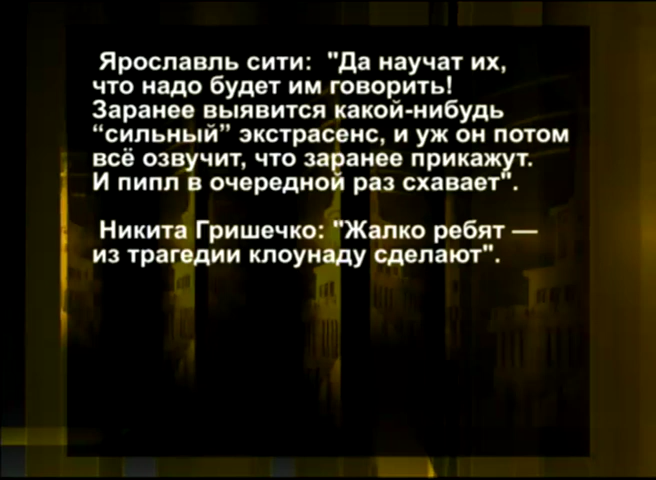 Ярославль сити: "Да научат их,
что надо будет им говорить!
Заранее выявится какой-нибудь
“сильный” экстрасенс, и уж он потом
всё озвучит, что заранее прикажут.
И пипл в очередной раз схавает".
Никита Гришечко: "Жалко ребят —
из трагедии клоунаду сделают".